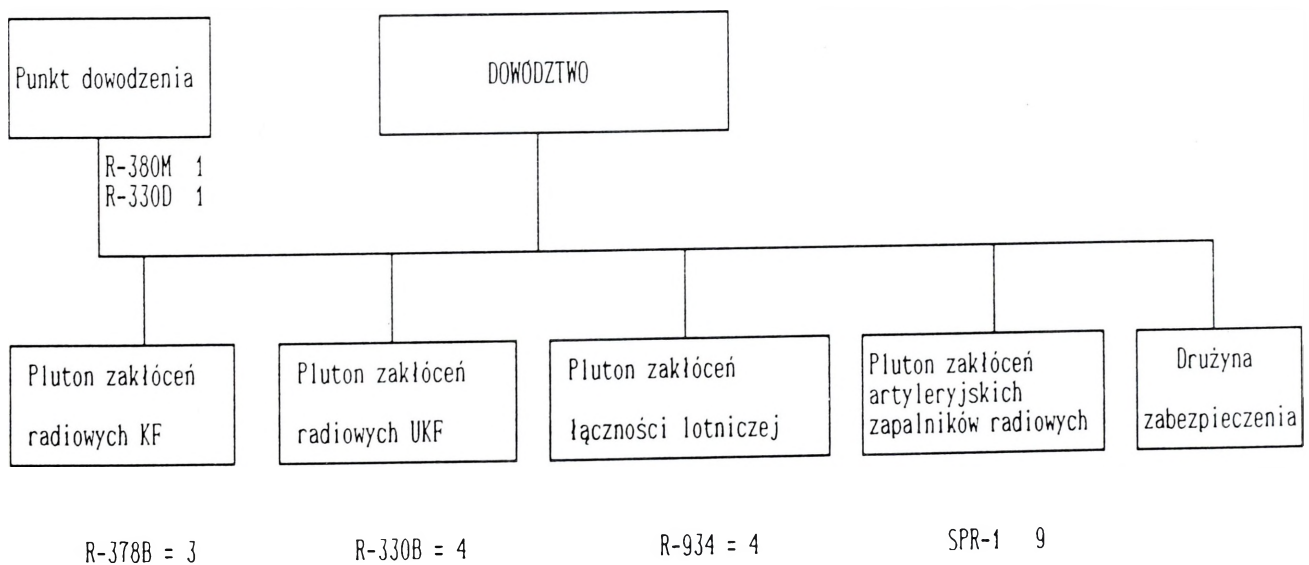 Punkt dowodzenia
DOWÓDZTWO
R-380M 1
R-330D 1
Pluton zakłóceń
radiowych KF
Pluton zakłóceń
radiowych UKF
Pluton zakłóceń
łączności lotniczej
Pluton zakłóceń
artyleryjskich
zapalników radiowych
Drużyna
zabezpieczenia
R-378B = 3
R-330B = 4
R-934 = 4
SPR-1 9